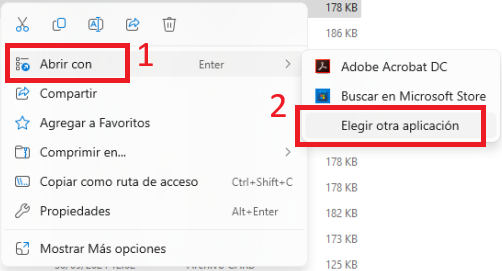 178 KB
186 KB
1
Abrir con Enter
Adobe Acrobat DC
Compartir
Buscar en Microsoft Store
2
Agregar a Favoritos
Elegir otra aplicación
Comprimir en...
178 KB
Copiar como ruta de acceso Ctrl+Shift+C
178 KB
Propiedades Alt+Enter
182 KB
173 KB
Mostrar Más opciones
125 KB